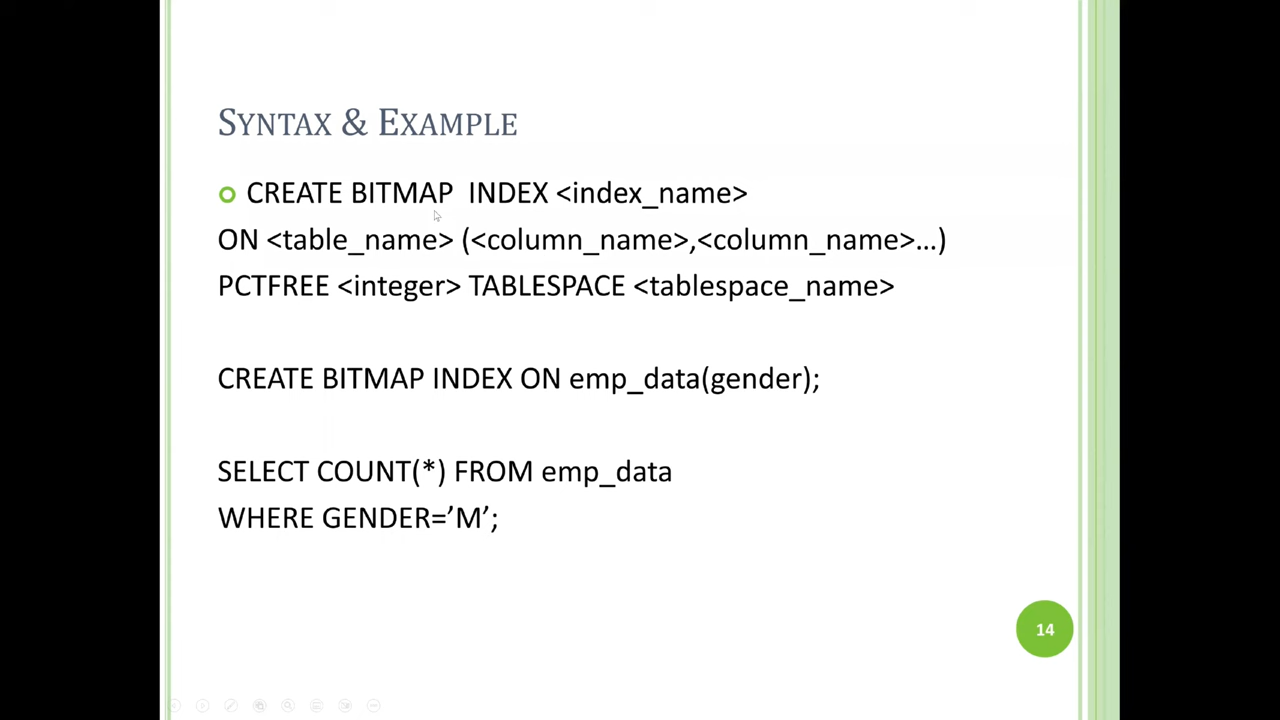 SYNTAX & EXAMPLE
CREATE BITMAP  INDEX <index_name>
ON <table_name> (<column_name>,<column_name>...)
PCTFREE <integer> TABLESPACE <tablespace_name>
CREATE BITMAP INDEX ON emp_data(gender);
SELECT COUNT(*) FROM emp_data
WHERE GENDER=’M’;
14